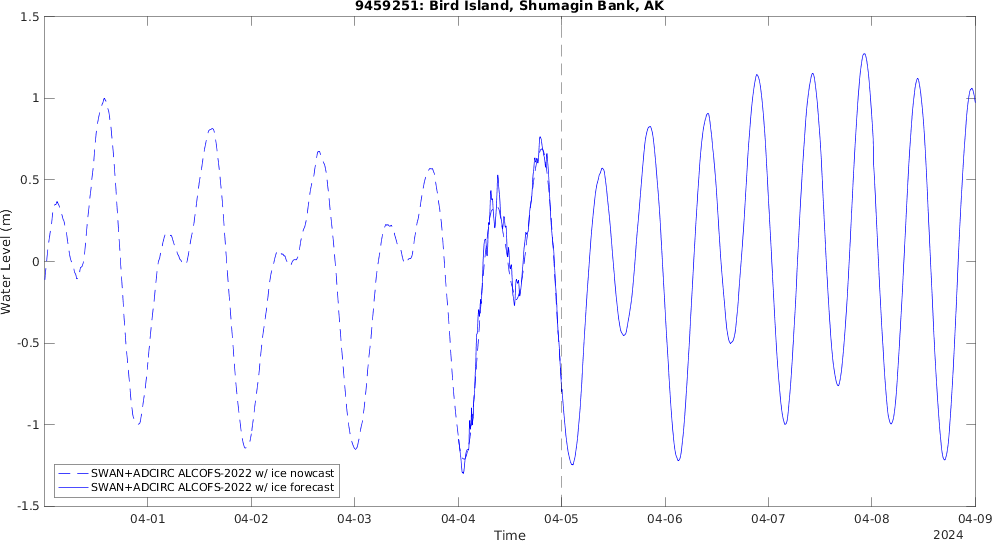 9459251: Bird Island, Shumagin Bank, AK
1.5
1
0.5
0
-0.5
-1
-1.5
Water Level (m)
SWAN+ADCIRC ALCOFS-2022 w/ ice nowcast
SWAN+ADCIRC ALCOFS-2022 w/ ice forecast
04-01 04-02 04-03 04-04 04-05 04-06 04-07 04-08 04-09
Time
2024